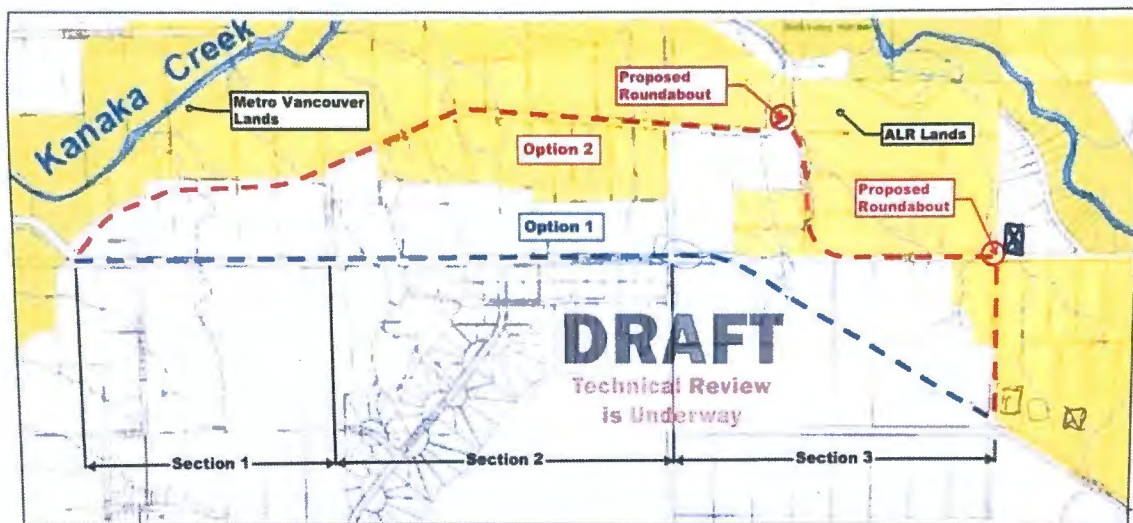 Kanaka Creek
Metro Vancouver
Lands
Proposed
Roundabout
ALR Lands
Option 2
Proposed
Roundabout
Option 1
DRAFT
Technical Review
is Underway
Section 1
Section 2
Section 3